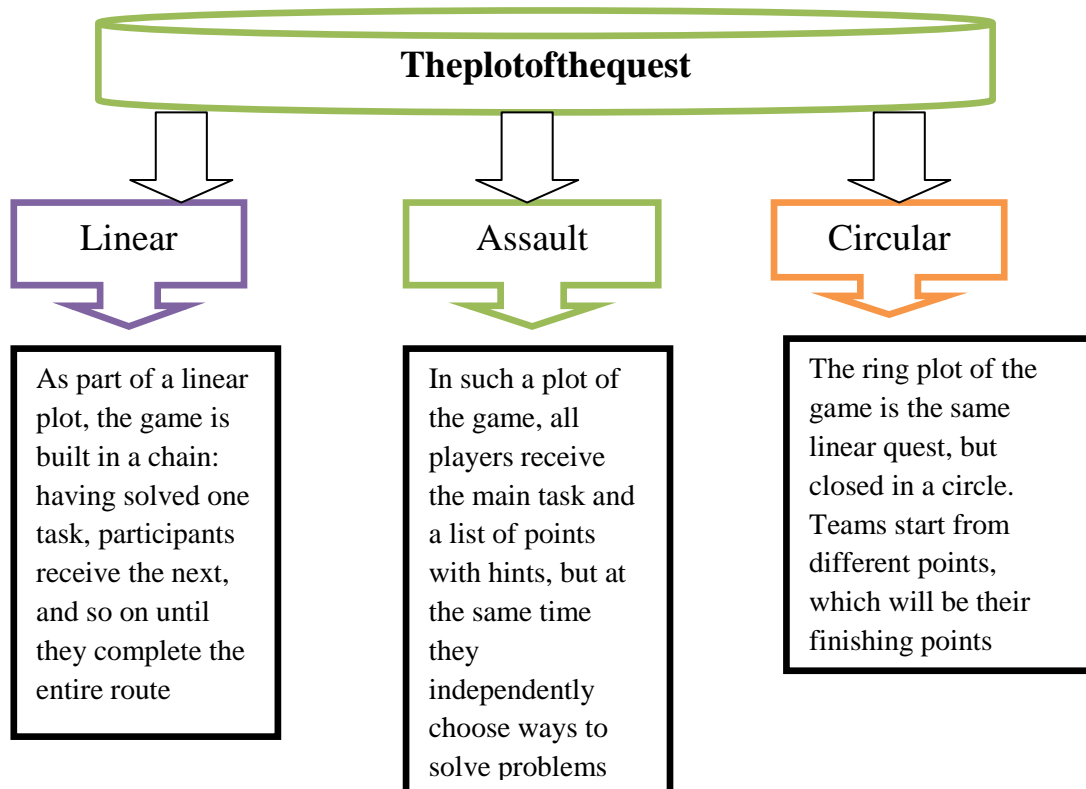 Theplotofthequest
Linear
Assault
Circular
As part of a linear
plot, the game is
built in a chain:
having solved one
task, participants
receive the next,
and so on until
they complete the
entire route
In such a plot of
the game, all
players receive
the main task and
a list of points
with hints, but at
the same time
they
independently
choose ways to
solve problems
The ring plot of the
game is the same
linear quest, but
closed in a circle.
Teams start from
different points,
which will be their
finishing points